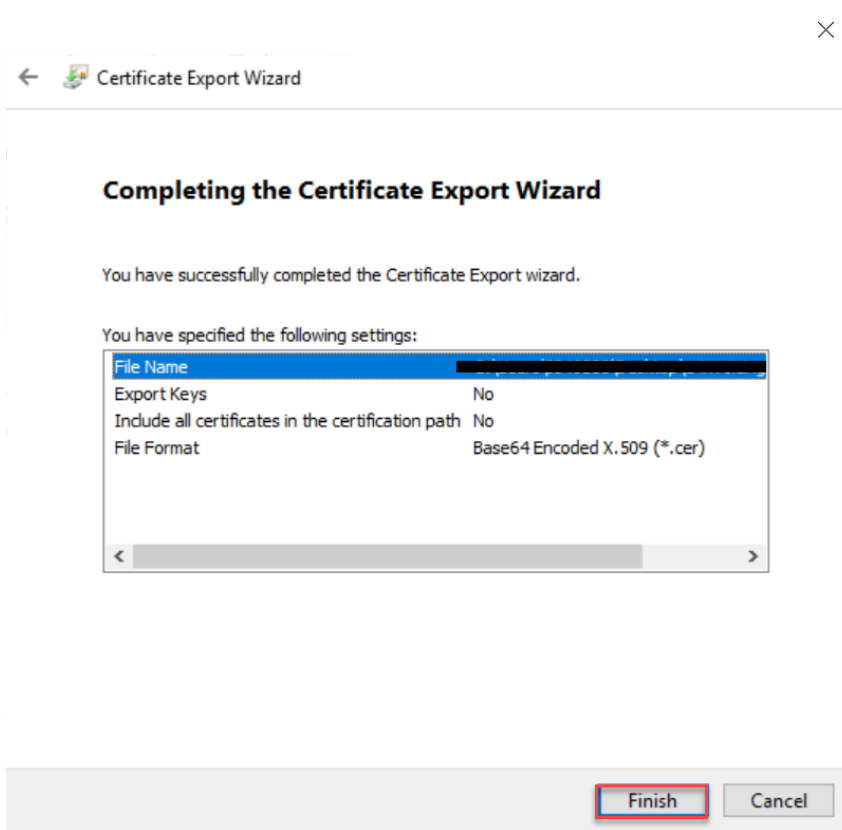 Certificate Export Wizard
Completing the Certificate Export Wizard
You have successfully completed the Certificate Export wizard.
You have specified the following settings:
File Name
Export Keys No
Include all certificates in the certification path No
File Format Base64 Encoded X.509 (*.cer)
Finish Cancel